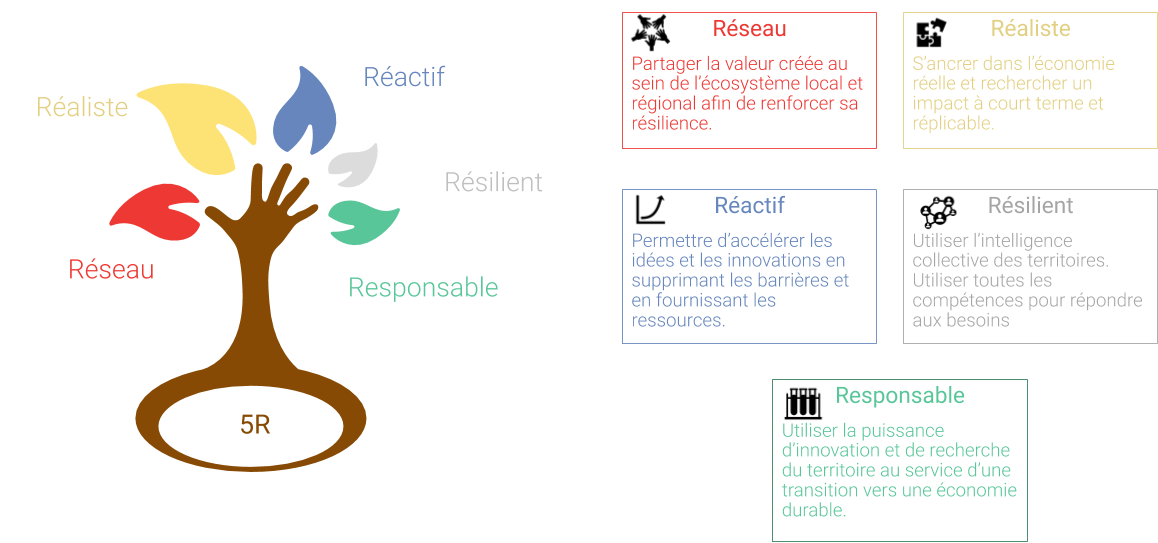 Réaliste
Réactif
Résilient
Réseau
Responsable
5R
Réseau
Partager la valeur créée au
sein de l'écosystème local et
régional afin de renforcer sa
résilience.
Réaliste
S'ancrer dans l'économie
réelle et rechercher un
impact à court terme et
réplicable.
Réactif
Permettre d'accélérer les
idées et les innovations en
supprimant les barrières et
en fournissant les
ressources.
Résilient
Utiliser l'intelligence
collective des territoires.
Utiliser toutes les
compétences pour répondre
aux besoins
Responsable
Utiliser la puissance
d'innovation et de recherche
du territoire au service d'une
transition vers une économie
durable.